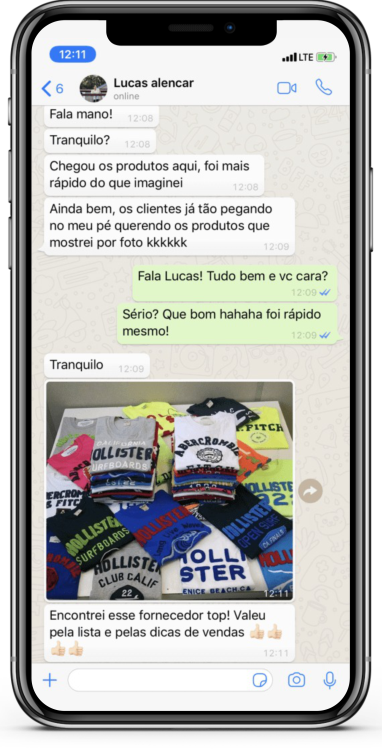 12:11
LTE
6
Lucas alencar
online
Fala mano! 12:08
Tranquilo? 12:08
Chegou os produtos aqui, foi mais
rápido do que imaginei
12:08
Ainda bem, os clientes já tão pegando
no meu pé querendo os produtos que
mostrei por foto kkkkkk
12:09
Fala Lucas! Tudo bem e vc cara?
12:09
Sério? Que bom hahaha foi rápido
mesmo!
12:09
Tranquilo 12:09
CALIFORNIA
HOLLISTER
SURFBOARDS
ABERCROMBIE
FITCH
HOLLISTER
SURFBOARDS
HOLLISTER
HOLLISTER
CLUB CALIF
22
HOLLI
STER
VENICE BEACH, CA
12:11
Encontrei esse fornecedor top! Valeu
pela lista e pelas dicas de vendas 👍🏻👍🏻
👍🏻👍🏻
12:11